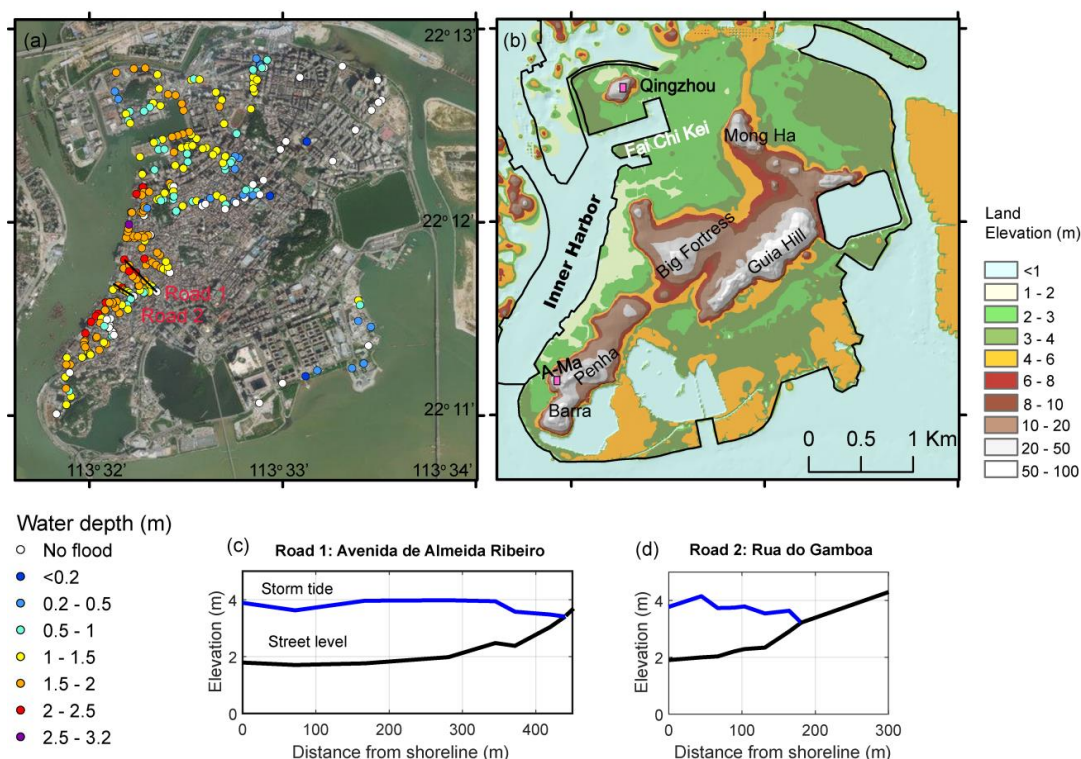 (a)
22° 13'
22° 12'
22° 11'
113° 32'
113° 33'
113° 34'
Road 1
Road 2
(b)
Qingzhou
Fai Chi Kei
Mong Ha
Inner Harbor
Big Fortress
Guia Hill
A-Ma
Penha
Barra
0 0.5 1 Km
Land
Elevation (m)
<1
1 - 2
2 - 3
3 - 4
4 - 6
6 - 8
8 - 10
10 - 20
20 - 50
50 - 100
Water depth (m)
No flood
<0.2
0.2 - 0.5
0.5 - 1
1 - 1.5
1.5 - 2
2 - 2.5
2.5 - 3.2
(c) Road 1: Avenida de Almeida Ribeiro
Storm tide
Street level
Elevation (m)
4
2
0
0 100 200 300 400
Distance from shoreline (m)
(d) Road 2: Rua do Gamboa
Elevation (m)
4
2
0
0 100 200 300
Distance from shoreline (m)